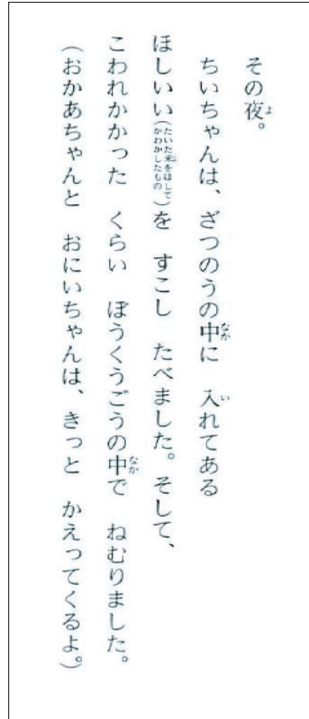 その夜。
ちいちゃんは、ざつのうの中に　入れてある
ほしいい（たいた米をほしてかわかしたもの）を　すこし　たべました。そして、
こわれかかった　くらい　ぼうくうごうの中で　ねむりました。
（おかあちゃんと　おにいちゃんは、きっと　かえってくるよ。）